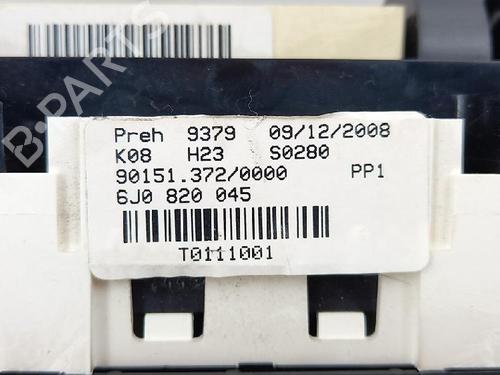 B-PARTS
Preh 9379 09/12/2008
K08 H23 S0280
90151.372/0000 PP1
6J0 820 045
T0111001